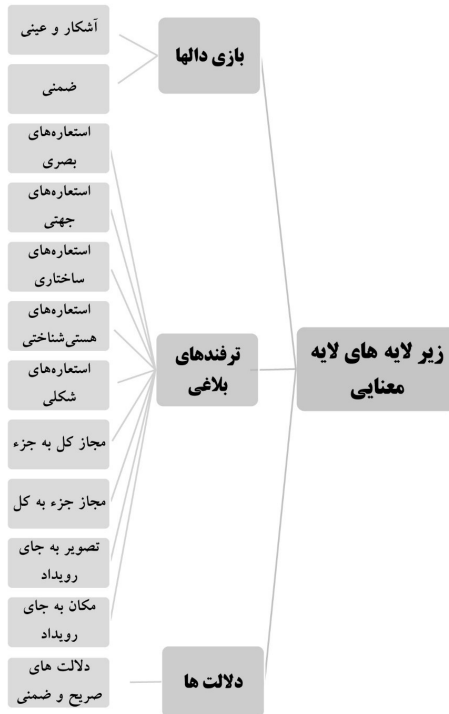 زیر لایه های لایه
معنایی
بازی دالها
آشکار و عینی
ضمنی
ترفندهای
بلاغی
استعاره‌های
بصری
استعاره‌های
جهتی
استعاره‌های
ساختاری
استعاره‌های
هستی‌شناختی
استعاره‌های
شکلی
مجاز کل به جزء
مجاز جزء به کل
تصویر به جای
رویداد
مکان به جای
رویداد
دلالت ها
دلالت های
صریح و ضمنی